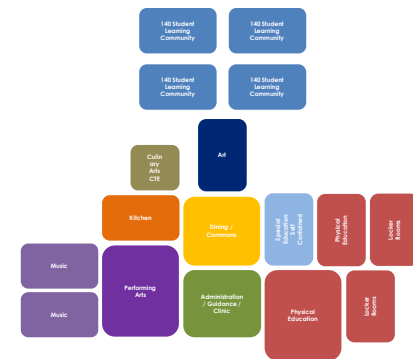 140 Student
Learning
Community
140 Student
Learning
Community
140 Student
Learning
Community
140 Student
Learning
Community
Art
Culin
ary
Arts
CTE
Kitchen
Dining /
Commons
Special
Education
Self
Contained
Physical
Education
Locker
Rooms
Music
Music
Performing
Arts
Administration
/ Guidance /
Clinic
Physical
Education
Locker
Rooms